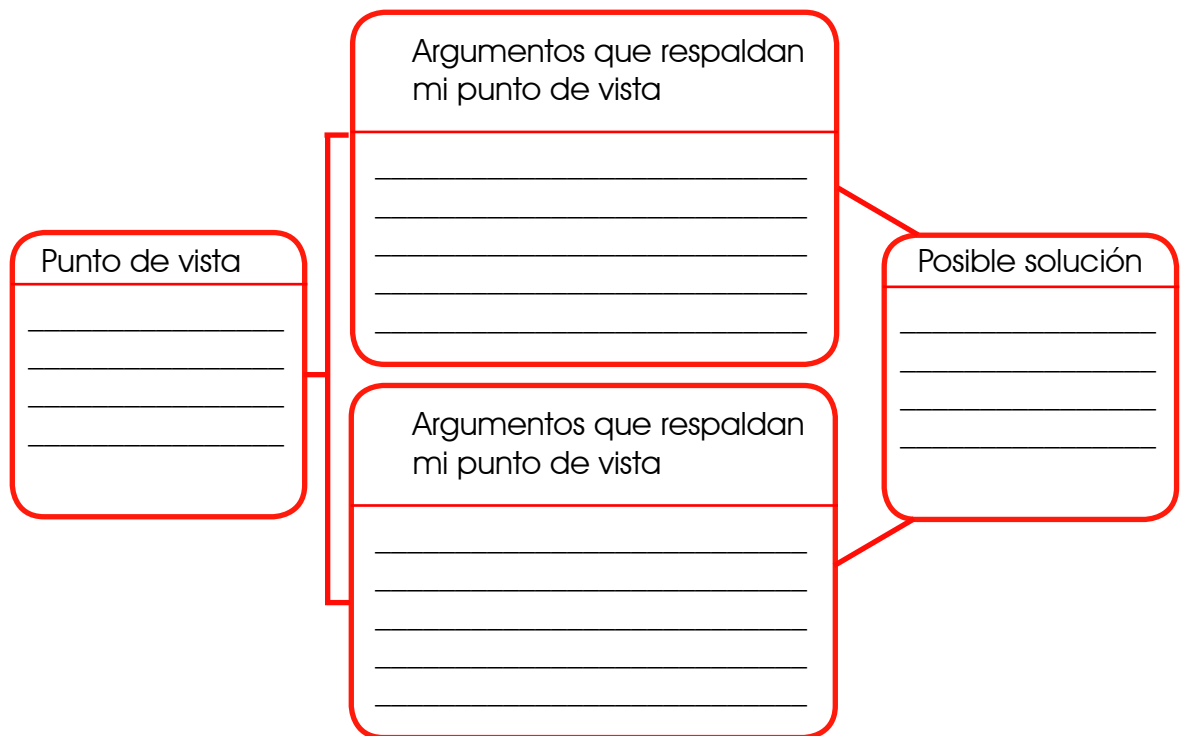 Argumentos que respaldan
mi punto de vista
Punto de vista
Posible solución
Argumentos que respaldan
mi punto de vista